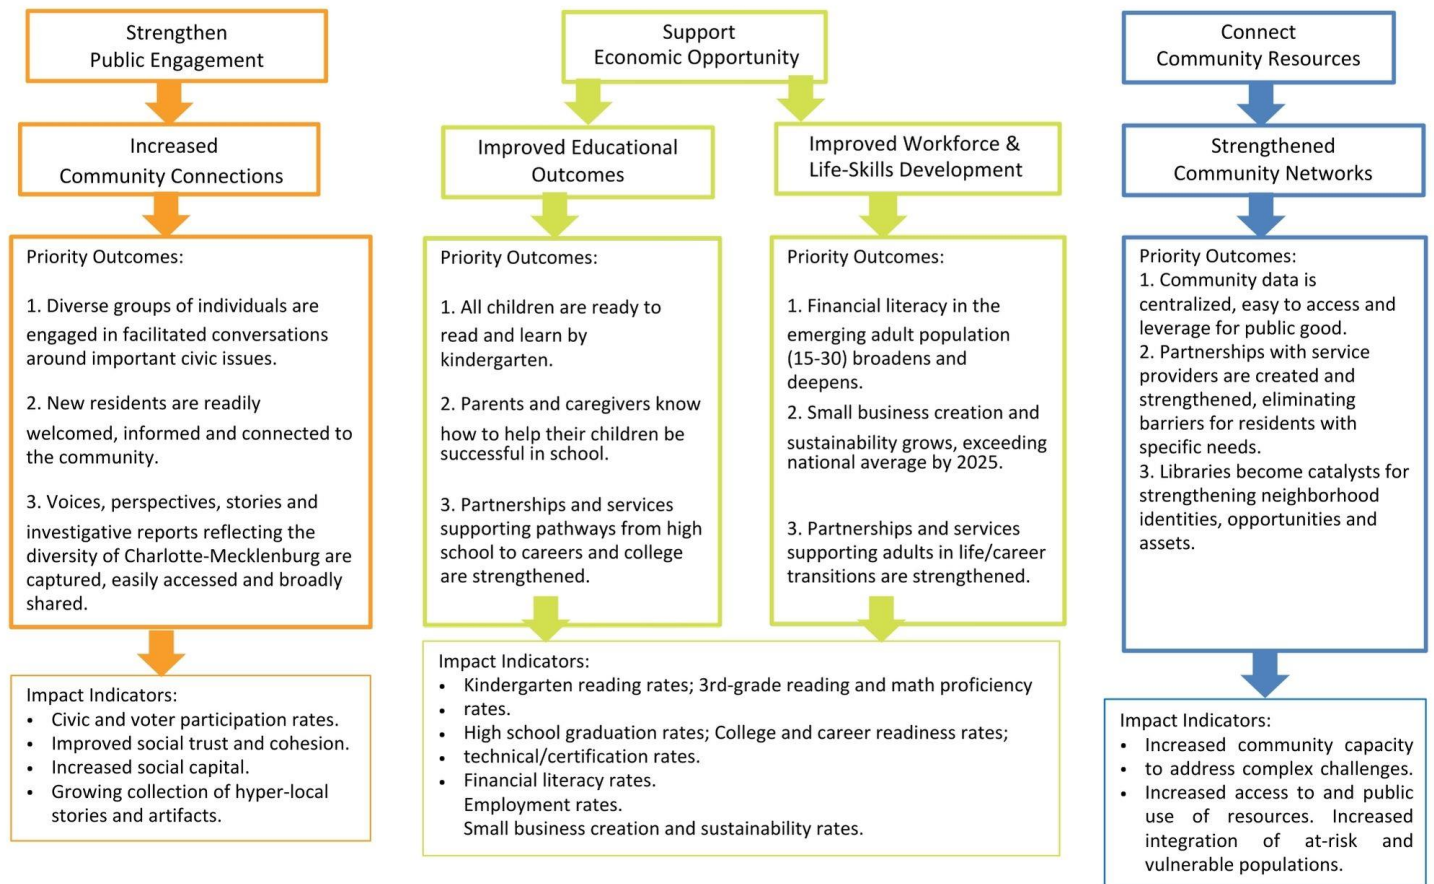 Strengthen
Public Engagement
Increased
Community Connections
Priority Outcomes:
1. Diverse groups of individuals are
engaged in facilitated conversations
around important civic issues.
2. New residents are readily
welcomed, informed and connected to
the community.
3. Voices, perspectives, stories and
investigative reports reflecting the
diversity of Charlotte-Mecklenburg are
captured, easily accessed and broadly
shared.
Impact Indicators:
• Civic and voter participation rates.
• Improved social trust and cohesion.
• Increased social capital.
• Growing collection of hyper-local
stories and artifacts.
Support
Economic Opportunity
Improved Educational
Outcomes
Priority Outcomes:
1. All children are ready to
read and learn by
kindergarten.
2. Parents and caregivers know
how to help their children be
successful in school.
3. Partnerships and services
supporting pathways from high
school to careers and college
are strengthened.
Improved Workforce &
Life-Skills Development
Priority Outcomes:
1. Financial literacy in the
emerging adult population
(15-30) broadens and
deepens.
2. Small business creation and
sustainability grows, exceeding
national average by 2025.
3. Partnerships and services
supporting adults in life/career
transitions are strengthened.
Impact Indicators:
• Kindergarten reading rates; 3rd-grade reading and math proficiency
• rates.
• High school graduation rates; College and career readiness rates;
• technical/certification rates.
• Financial literacy rates.
Employment rates.
Small business creation and sustainability rates.
Connect
Community Resources
Strengthened
Community Networks
Priority Outcomes:
1. Community data is
centralized, easy to access and
leverage for public good.
2. Partnerships with service
providers are created and
strengthened, eliminating
barriers for residents with
specific needs.
3. Libraries become catalysts for
strengthening neighborhood
identities, opportunities and
assets.
Impact Indicators:
• Increased community capacity
• to address complex challenges.
• Increased access to and public
use of resources. Increased
integration of at-risk and
vulnerable populations.